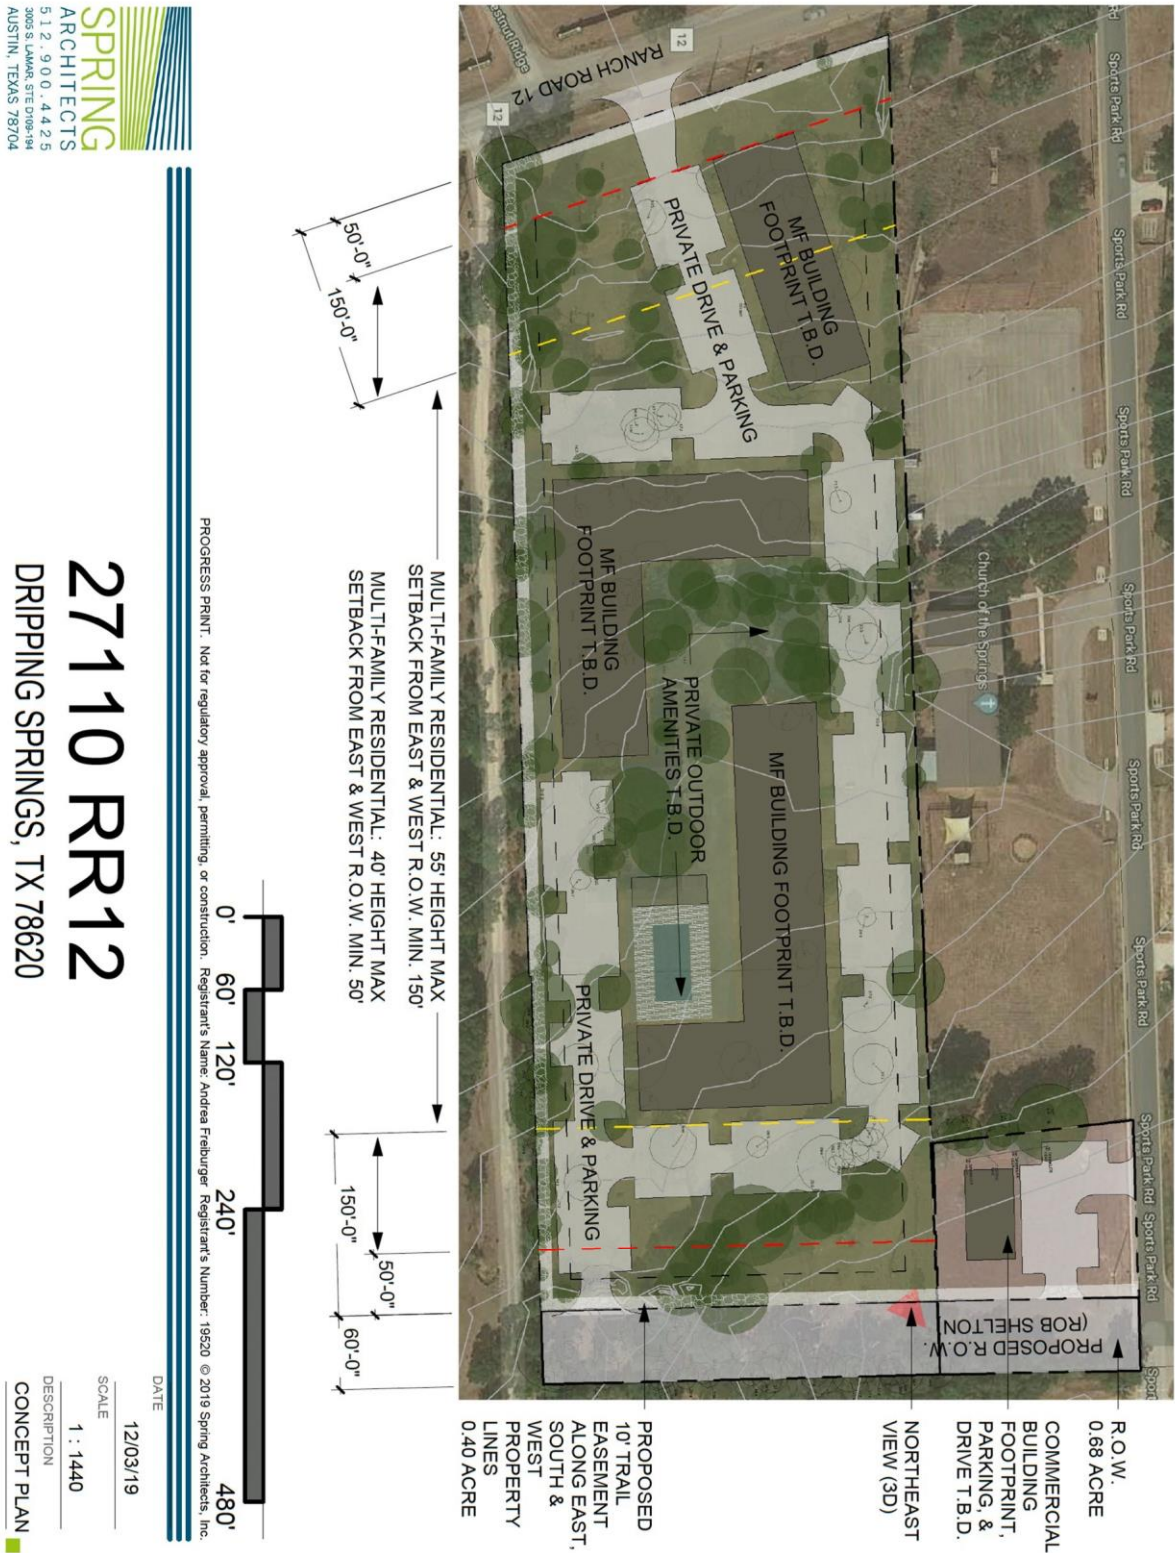 RANCH ROAD 12
12
12
Sports Park Rd
Sports Park Rd
Sports Park Rd
Sports Park Rd
Sports Park Rd
Sports Park Rd
Sports Park Rd
Sports Park Rd
Sports Park Rd
Church of the Springs
MF BUILDING
FOOTPRINT T.B.D.
PRIVATE DRIVE & PARKING
MF BUILDING
FOOTPRINT T.B.D.
PRIVATE OUTDOOR
AMENITIES T.B.D.
MF BUILDING FOOTPRINT T.B.D.
PRIVATE DRIVE & PARKING
PROPOSED R.O.W.
(ROB SHELTON)
R.O.W.
0.68 ACRE
COMMERCIAL
BUILDING
FOOTPRINT,
PARKING, &
DRIVE T.B.D.
NORTHEAST
VIEW (3D)
PROPOSED
10' TRAIL
EASEMENT
ALONG EAST,
SOUTH &
WEST
PROPERTY
LINES
0.40 ACRE
50'-0"
150'-0"
MULTI-FAMILY RESIDENTIAL: 55' HEIGHT MAX
SETBACK FROM EAST & WEST R.O.W. MIN. 150'
MULTI-FAMILY RESIDENTIAL: 40' HEIGHT MAX
SETBACK FROM EAST & WEST R.O.W. MIN. 50'
150'-0"
50'-0"
60'-0"
0'
60'
120'
240'
480'
PROGRESS PRINT. Not for regulatory approval, permitting, or construction. Registrant's Name: Andrea Freiburger Registrant's Number: 19520 © 2019 Spring Architects, Inc.
SPRING
ARCHITECTS
512.900.4425
3005 S. LAMAR, STE D109-194
AUSTIN, TEXAS 78704
27110 RR12
DRIPPING SPRINGS, TX 78620
DATE
12/03/19
SCALE
1 : 1440
DESCRIPTION
CONCEPT PLAN